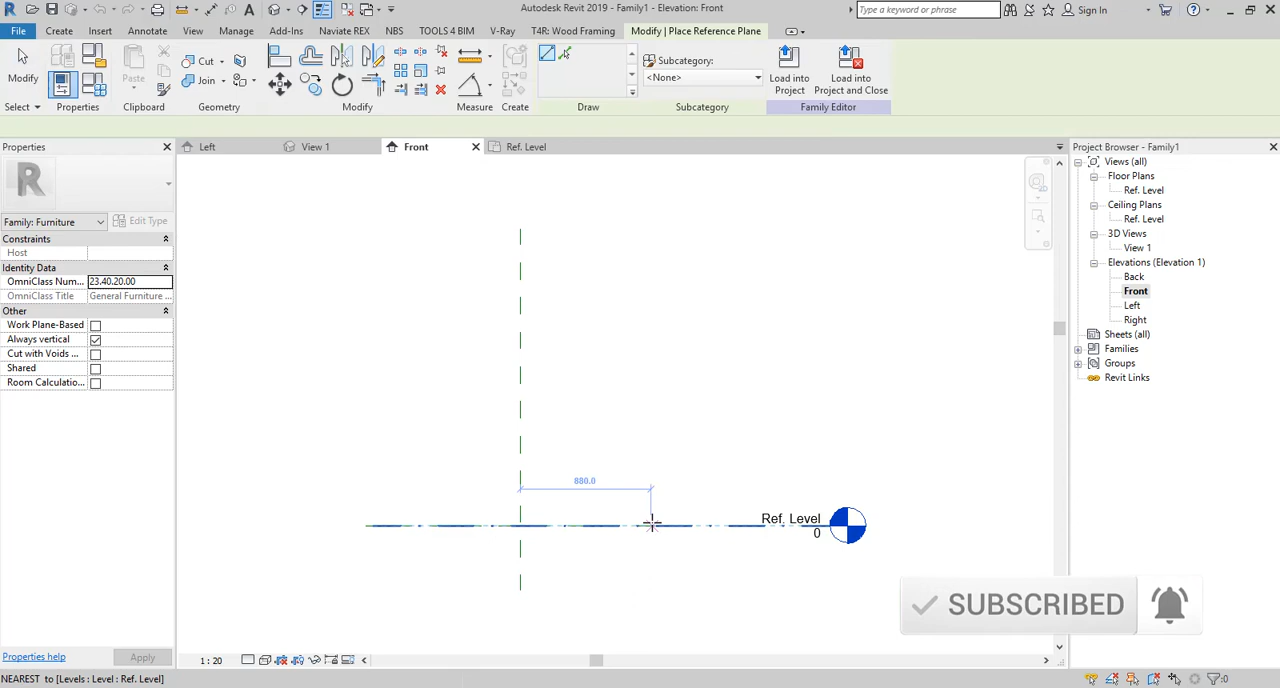 Autodesk Revit 2019 - Family1 - Elevation: Front
Type a keyword or phrase
Sign In
File Create Insert Annotate View Manage Add-Ins Naviate REX NBS TOOLS 4 BIM V-Ray T4R: Wood Framing Modify | Place Reference Plane
Modify
Paste
Cut
Join
Subcategory:
<None>
Load into
Project
Load into
Project and Close
Select Properties Clipboard Geometry Modify Measure Create Draw Subcategory Family Editor
Properties
Left
View 1
Front
Ref. Level
Project Browser - Family1
Family: Furniture
Edit Type
Constraints
Host
Identity Data
OmniClass Num... 23.40.20.00
OmniClass Title General Furniture ...
Other
Work Plane-Based
Always vertical
Cut with Voids ...
Shared
Room Calculatio...
Properties help
Apply
880.0
Ref. Level
0
Views (all)
Floor Plans
Ref. Level
Ceiling Plans
Ref. Level
3D Views
View 1
Elevations (Elevation 1)
Back
Front
Left
Right
Sheets (all)
Families
Groups
Revit Links
SUBSCRIBED
1 : 20
NEAREST to [Levels : Level : Ref. Level]
:0